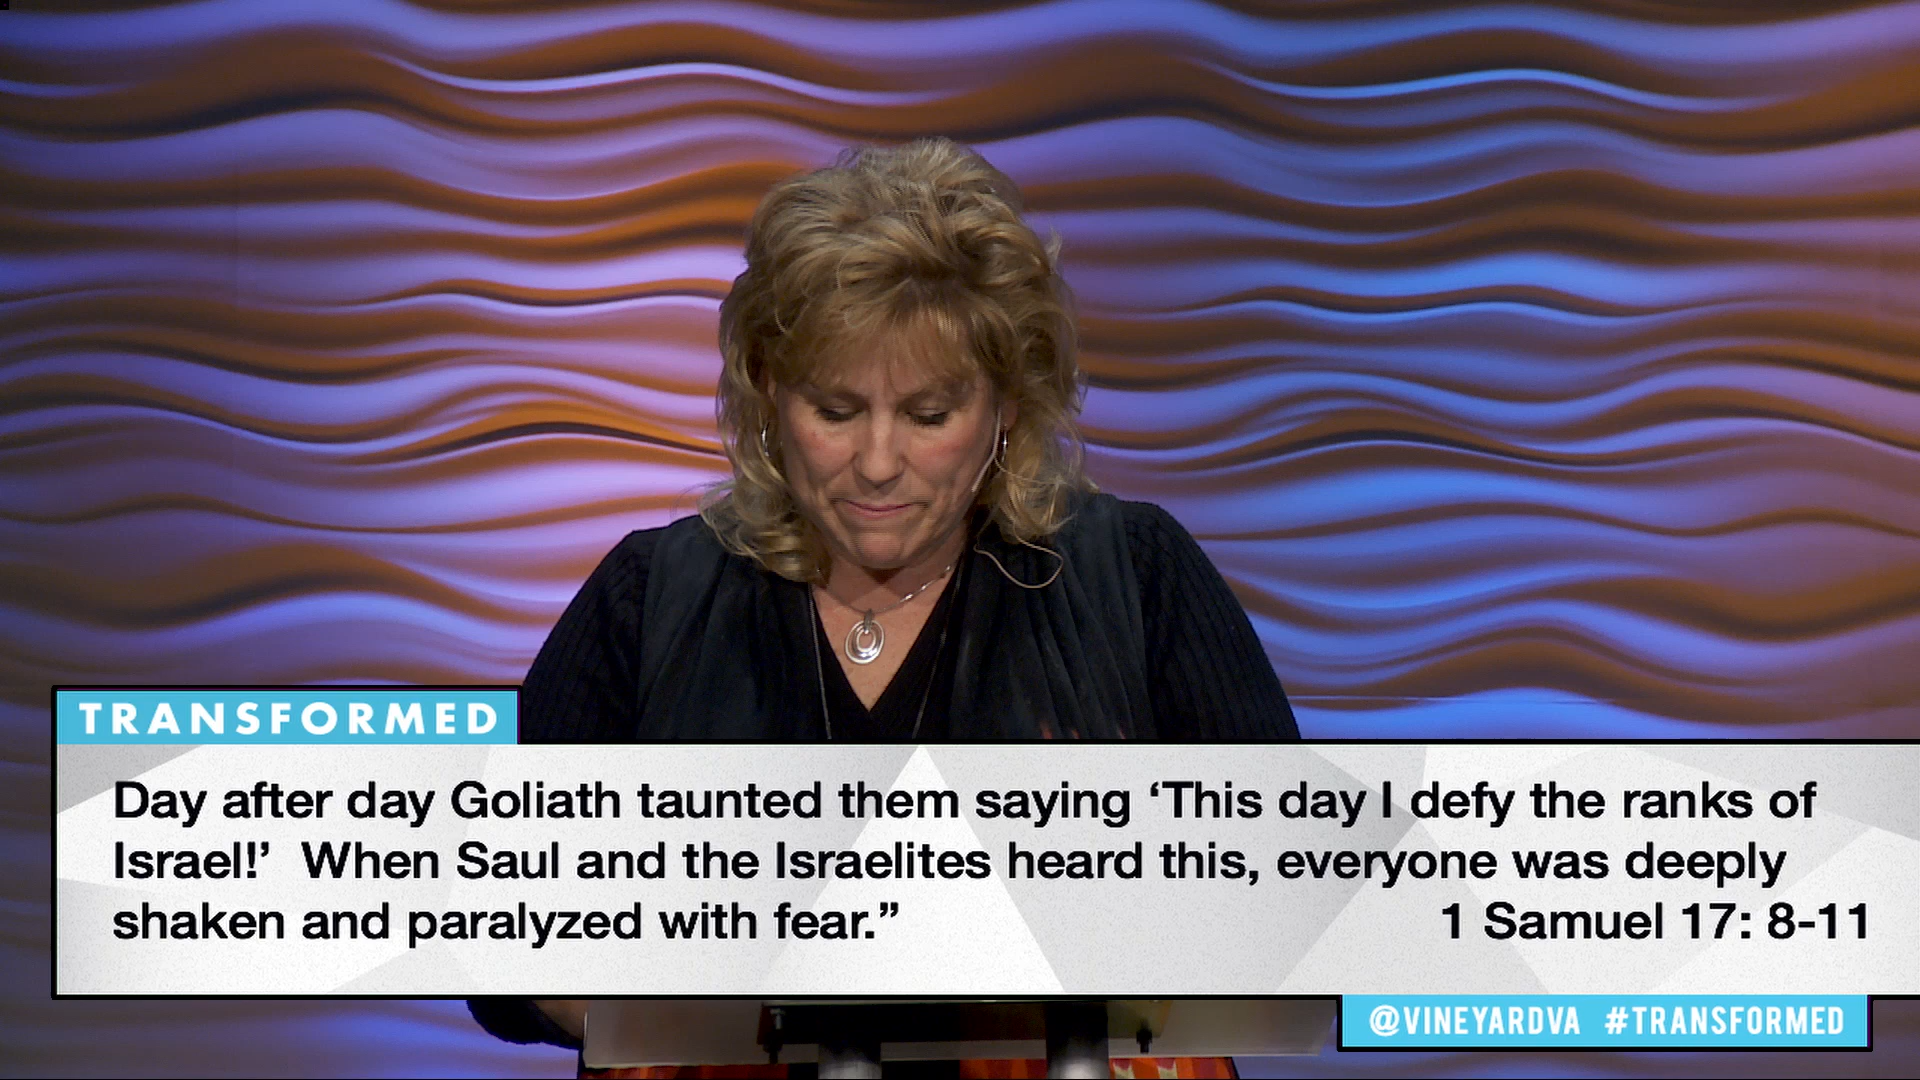 TRANSFORMED
Day after day Goliath taunted them saying ‘This day I defy the ranks of
Israel!’  When Saul and the Israelites heard this, everyone was deeply
shaken and paralyzed with fear.” 1 Samuel 17: 8-11
@VINEYARDVA #TRANSFORMED